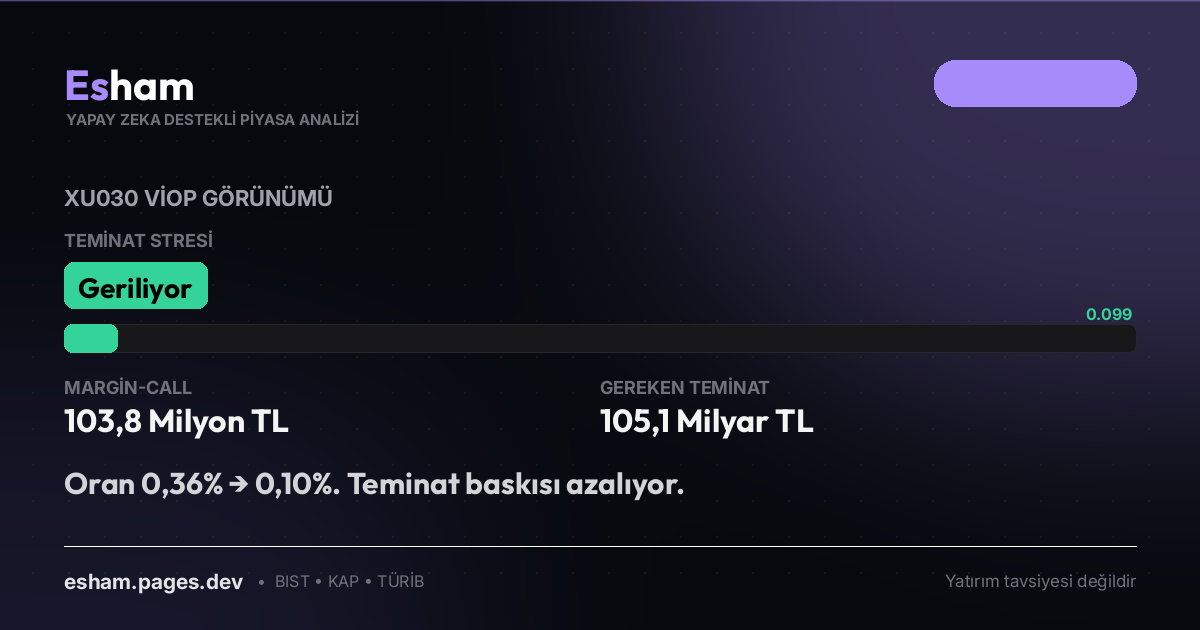 Esham
YAPAY ZEKA DESTEKLİ PİYASA ANALİZİ
XU030 VİOP GÖRÜNÜMÜ
TEMİNAT STRESİ
Geriliyor
0.099
MARGİN-CALL
103,8 Milyon TL
GEREKEN TEMİNAT
105,1 Milyar TL
Oran 0,36% → 0,10%. Teminat baskısı azalıyor.
esham.pages.dev • BIST • KAP • TÜRİB
Yatırım tavsiyesi değildir